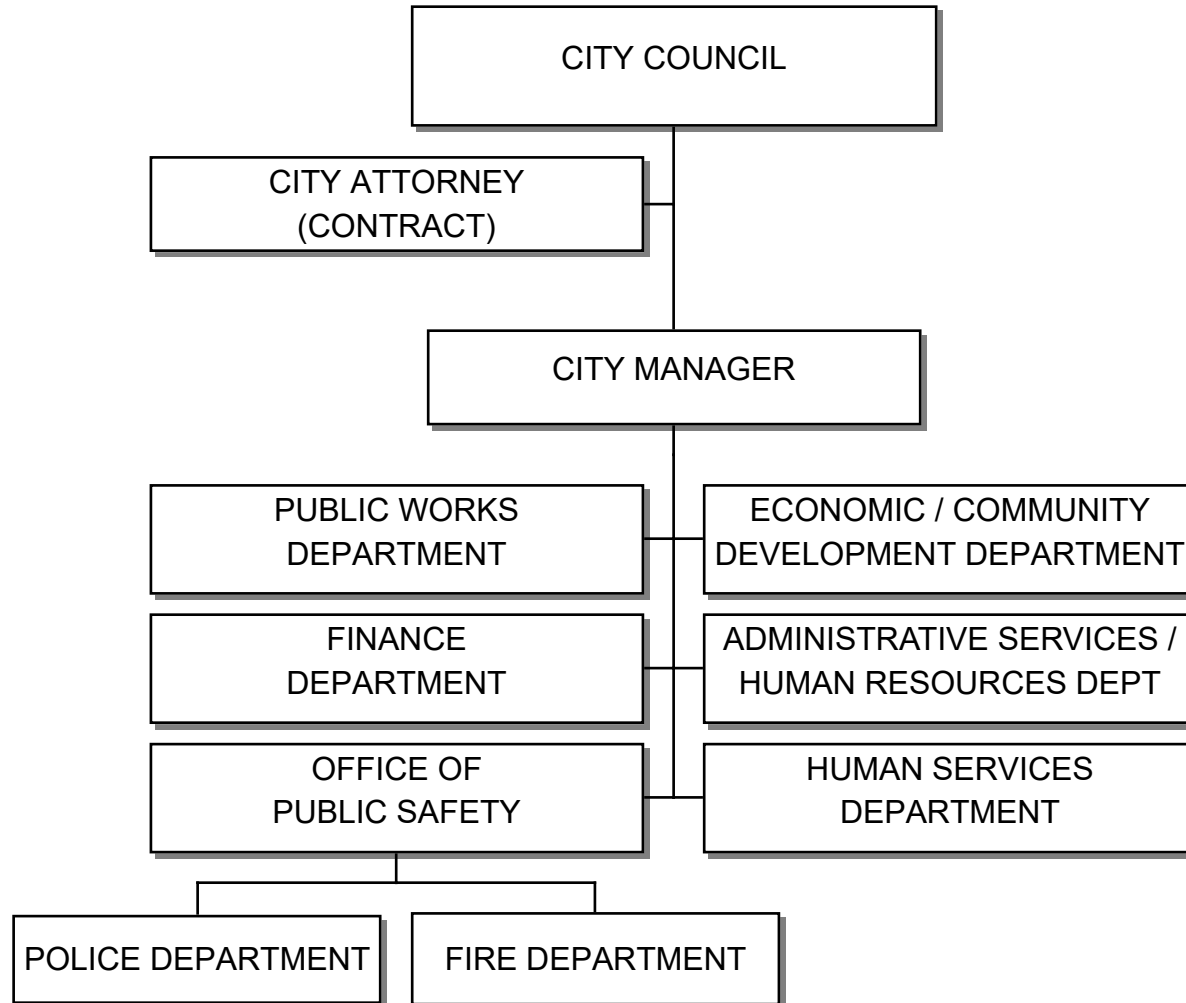 CITY COUNCIL
CITY ATTORNEY
(CONTRACT)
CITY MANAGER
PUBLIC WORKS
DEPARTMENT
ECONOMIC / COMMUNITY
DEVELOPMENT DEPARTMENT
FINANCE
DEPARTMENT
ADMINISTRATIVE SERVICES /
HUMAN RESOURCES DEPT
OFFICE OF
PUBLIC SAFETY
HUMAN SERVICES
DEPARTMENT
POLICE DEPARTMENT
FIRE DEPARTMENT